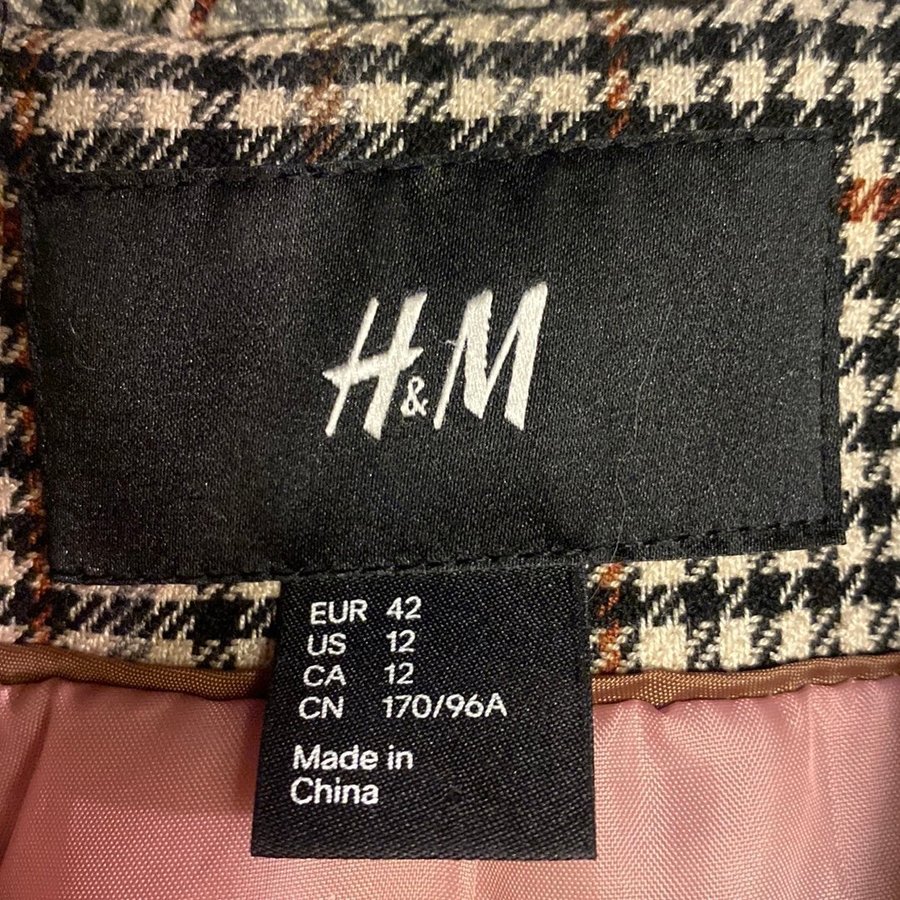 H&M
EUR 42
US 12
CA 12
CN 170/96A
Made in
China